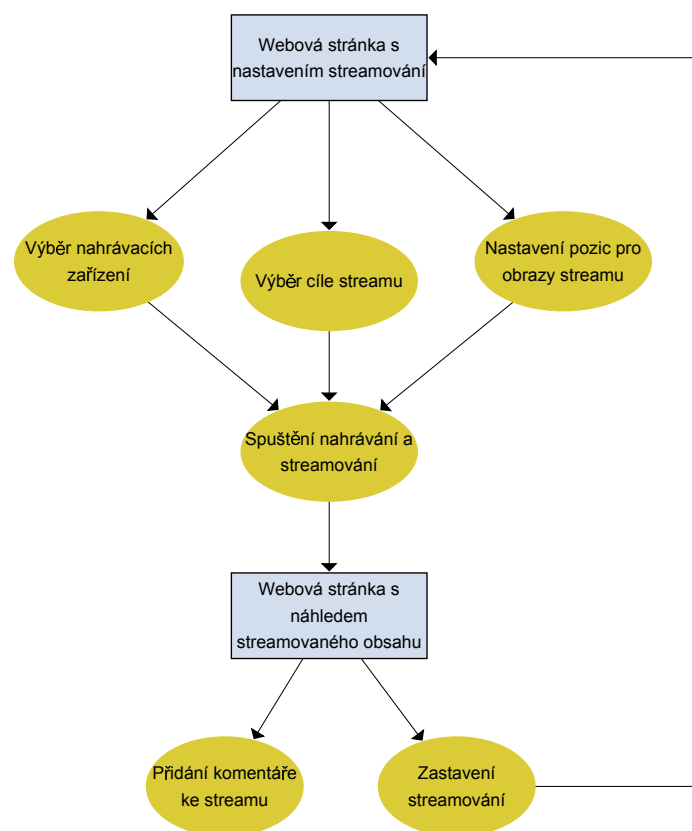 Webová stránka s
nastavením streamování
Výběr nahrávacích
zařízení
Výběr cíle streamu
Nastavení pozic pro
obrazy streamu
Spuštění nahrávání a
streamování
Webová stránka s
náhledem
streamovaného obsahu
Přidání komentáře
ke streamu
Zastavení
streamování